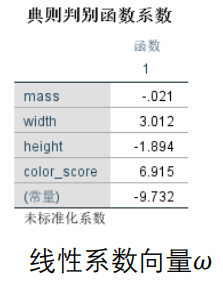 典则判别函数系数
函数
1
mass -.021
width 3.012
height -1.894
color_score 6.915
(常量) -9.732
未标准化系数
线性系数向量ω